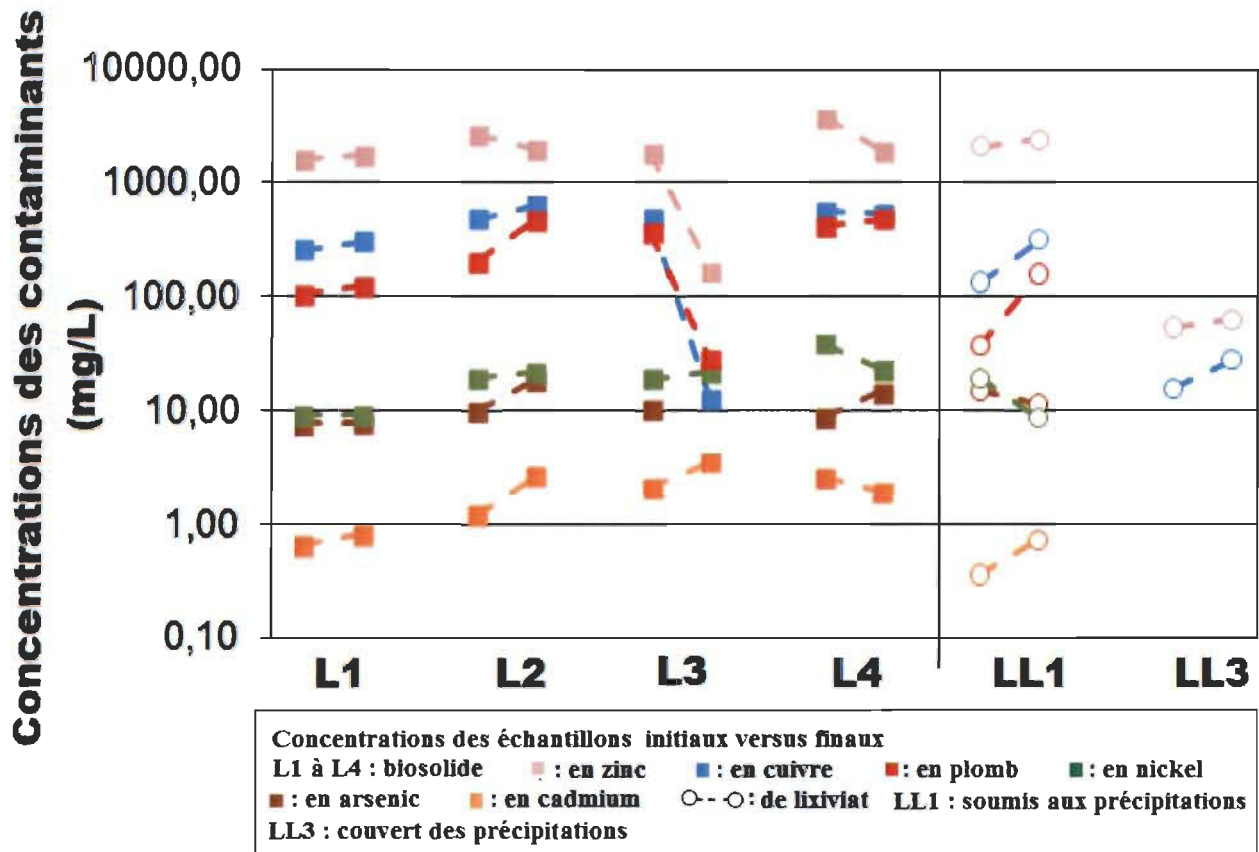 Concentrations des contaminants
(mg/L)
10000,00
1000,00
100,00
10,00
1,00
0,10
L1 L2 L3 L4 LL1 LL3
Concentrations des échantillons initiaux versus finaux
L1 à L4 : biosolide : en zinc : en cuivre : en plomb : en nickel
: en arsenic : en cadmium : de lixiviat LL1 : soumis aux précipitations
LL3 : couvert des précipitations